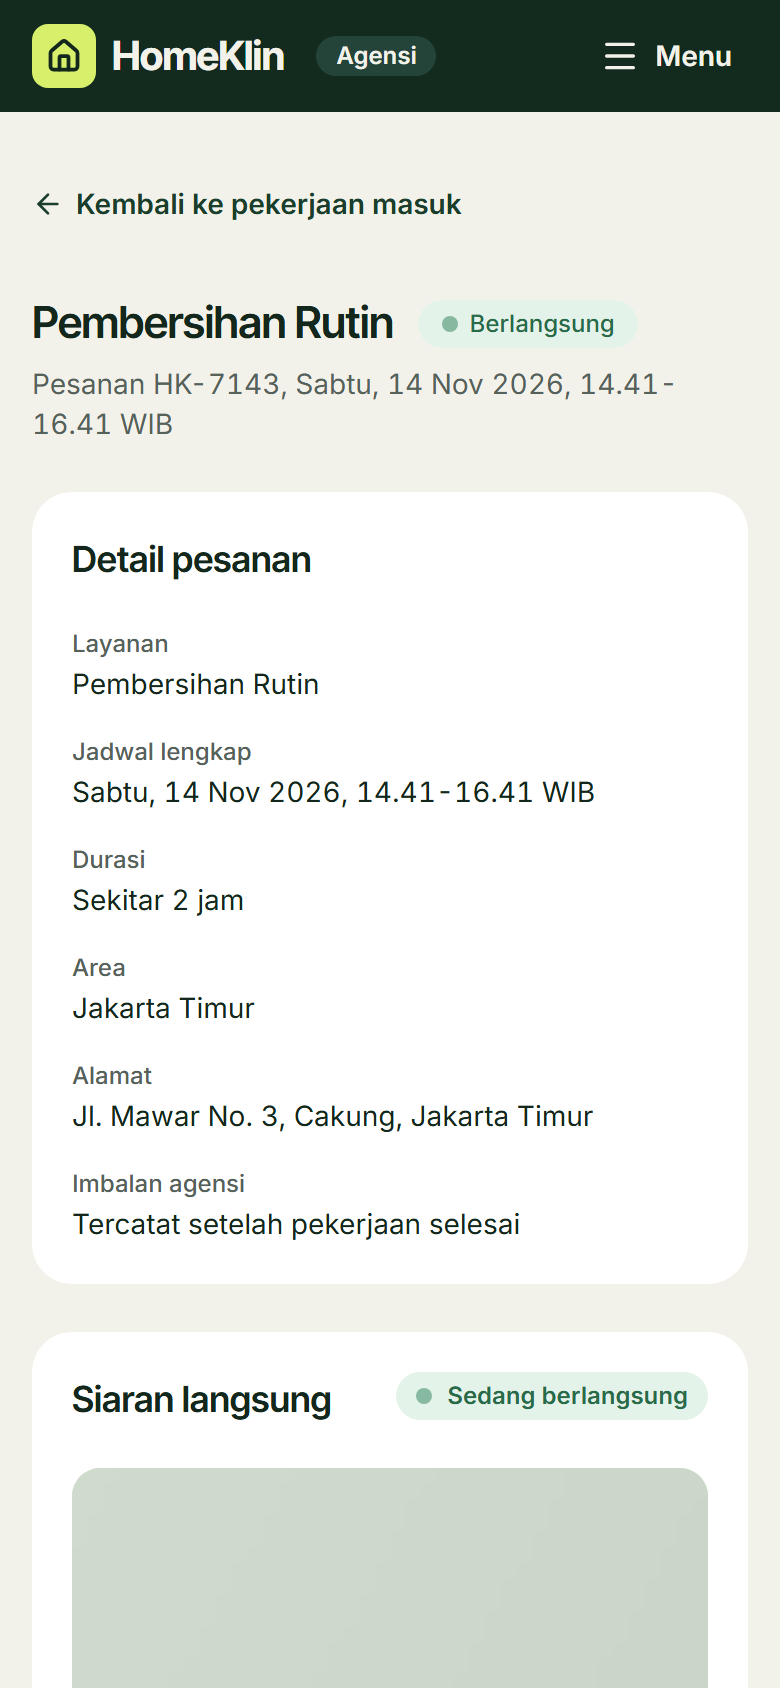 HomeKlin
Agensi
Menu
Kembali ke pekerjaan masuk
Pembersihan Rutin
Berlangsung
Pesanan HK-7143, Sabtu, 14 Nov 2026, 14.41-
16.41 WIB
Detail pesanan
Layanan
Pembersihan Rutin
Jadwal lengkap
Sabtu, 14 Nov 2026, 14.41-16.41 WIB
Durasi
Sekitar 2 jam
Area
Jakarta Timur
Alamat
Jl. Mawar No. 3, Cakung, Jakarta Timur
Imbalan agensi
Tercatat setelah pekerjaan selesai
Siaran langsung
Sedang berlangsung